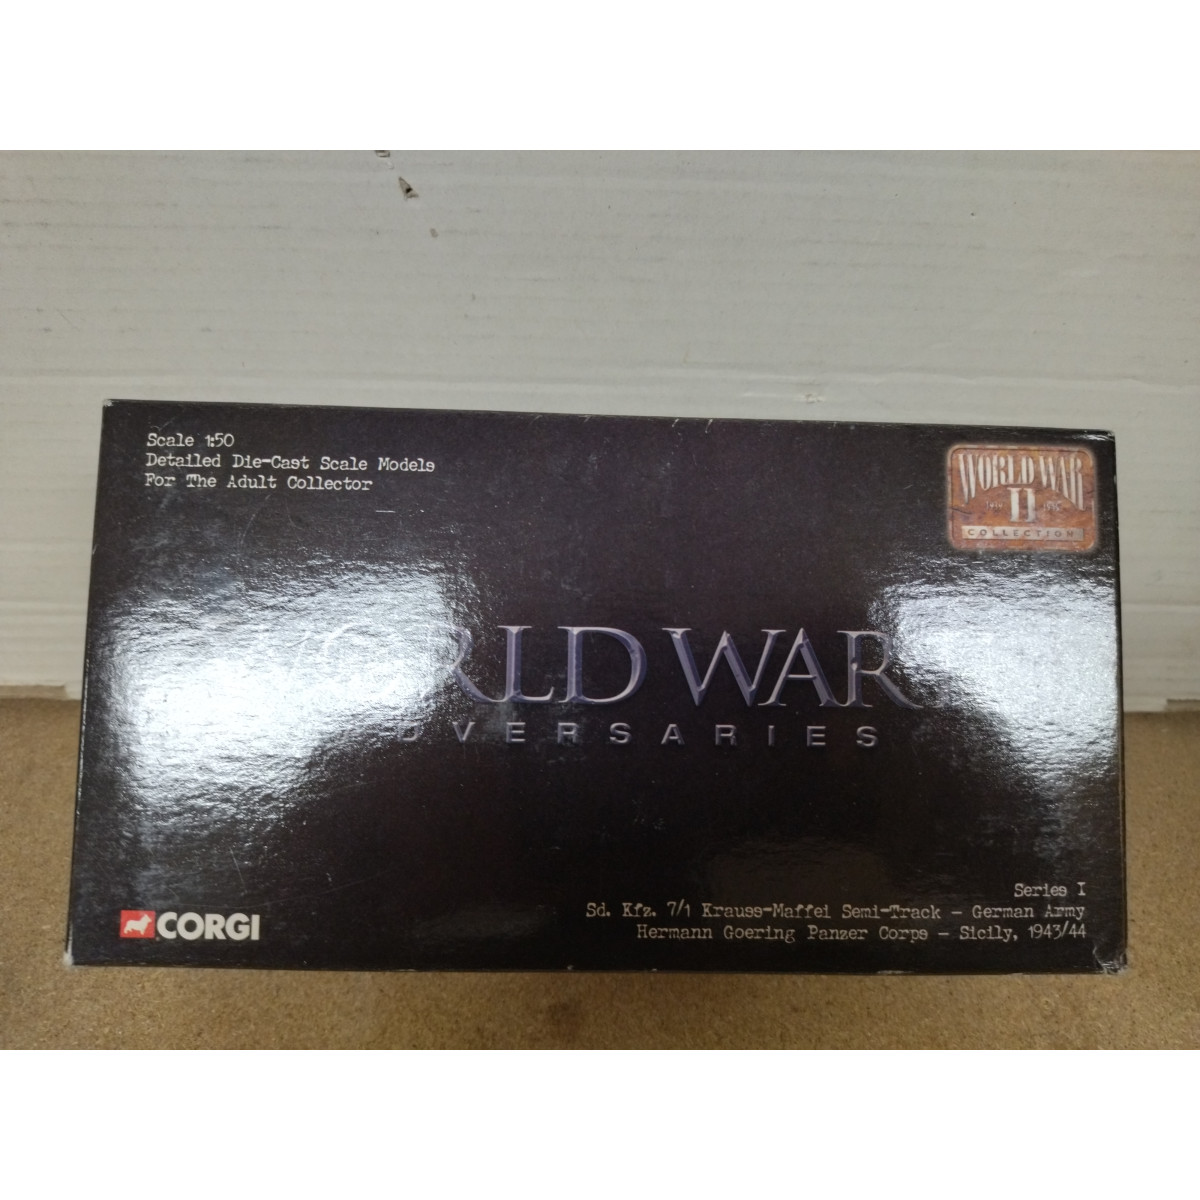 Scale 1:50
Detailed Die-Cast Scale Models
For The Adult Collector
WORLD WAR
II
COLLECTION
WORLD WAR
DVERSARIES
Series I
Sd. Kfz. 7/1 Krauss-Maffei Semi-Track - German Army
Hermann Goering Panzer Corps - Sicily, 1943/44
CORGI